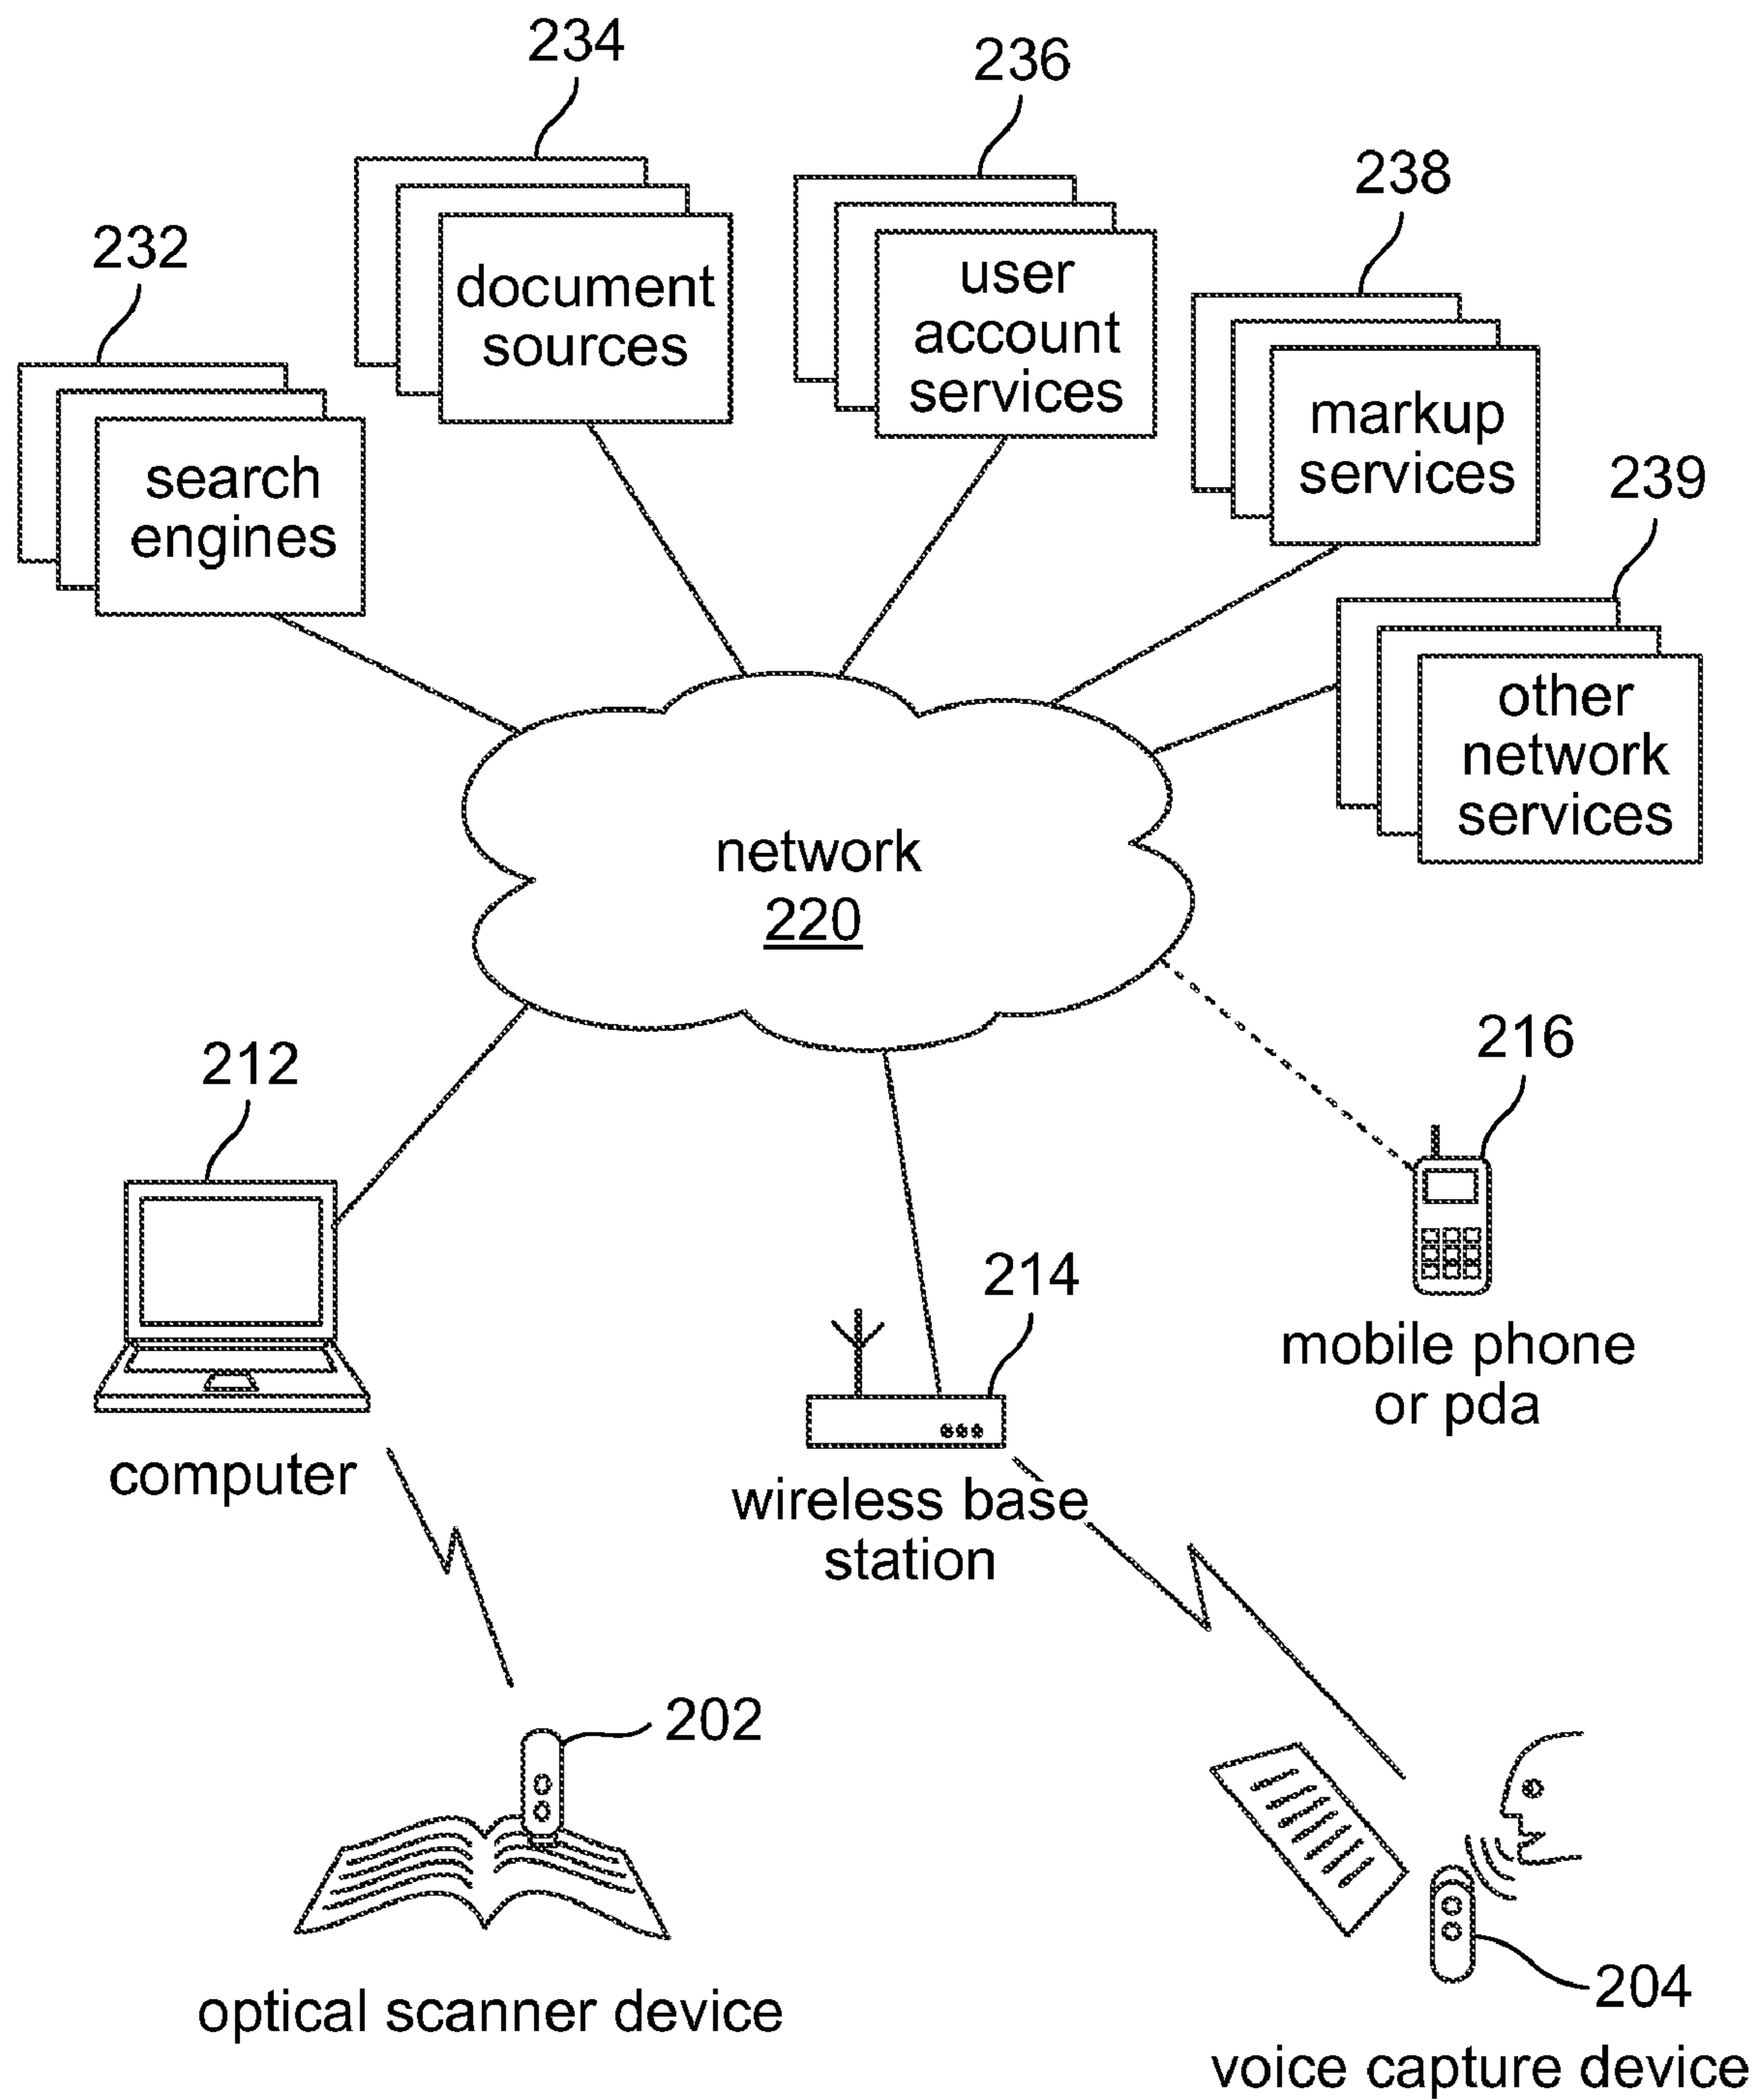 234
236
238
232
document
sources
user
account
services
markup
services
239
search
engines
other
network
services
network
220
212
216
214
mobile phone
or pda
computer
wireless base
station
202
204
optical scanner device
voice capture device